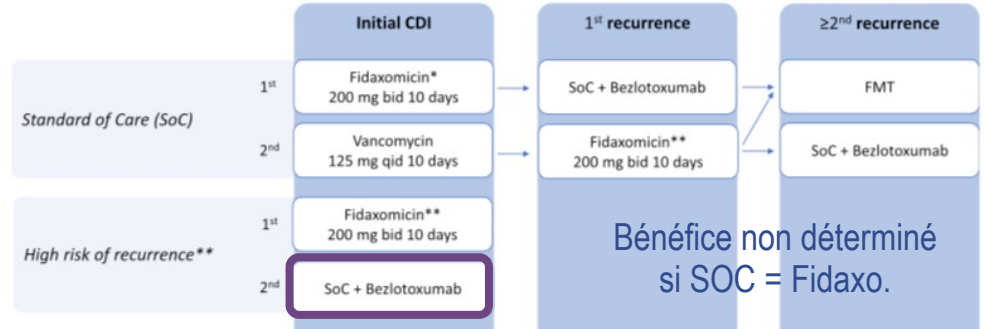 Initial CDI
1st recurrence
≥2nd recurrence
Standard of Care (SoC)
1st
Fidaxomicin*
200 mg bid 10 days
SoC + Bezlotoxumab
FMT
2nd
Vancomycin
125 mg qid 10 days
Fidaxomicin**
200 mg bid 10 days
SoC + Bezlotoxumab
High risk of recurrence**
1st
Fidaxomicin**
200 mg bid 10 days
2nd
SoC + Bezlotoxumab
Bénéfice non déterminé
si SOC = Fidaxo.